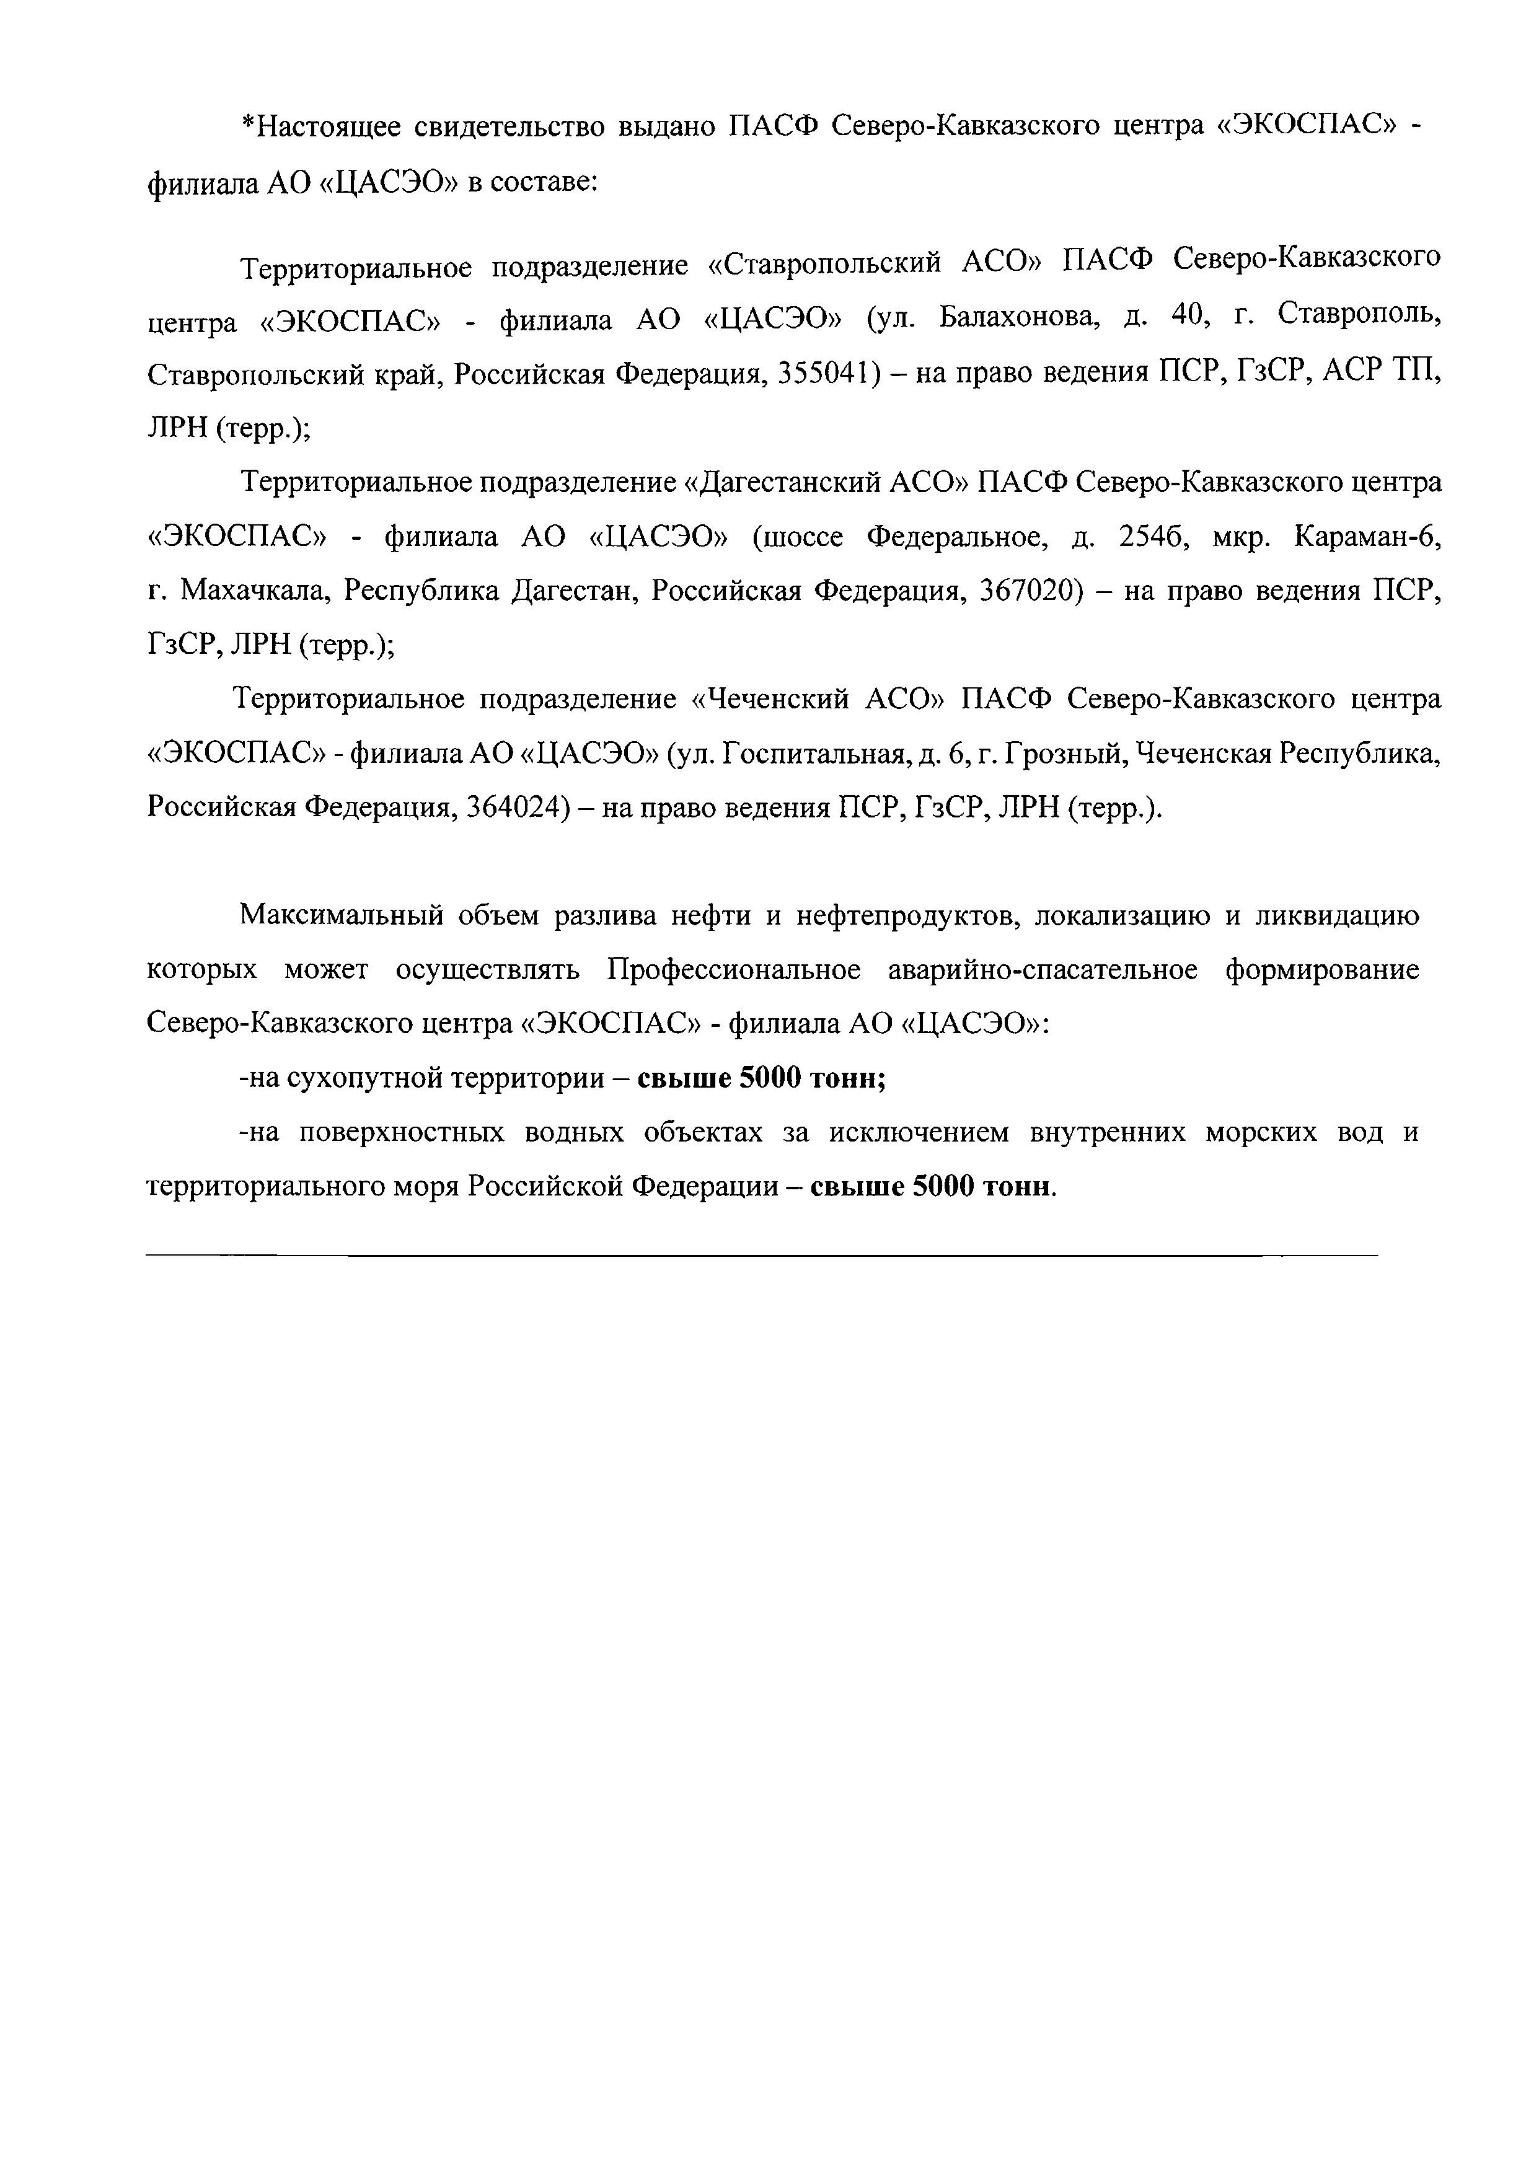 *Настоящее свидетельство выдано ПАСФ Северо-Кавказского центра «ЭКОСПАС» -
филиала АО «ЦАСЭО» в составе:
Территориальное подразделение «Ставропольский АСО» ПАСФ Северо-Кавказского
центра «ЭКОСПАС» - филиала АО «ЦАСЭО» (ул. Балахонова, д. 40, г. Ставрополь,
Ставропольский край, Российская Федерация, 355041) – на право ведения ПСР, ГзСР, АСР ТП,
ЛРН (терр.);
Территориальное подразделение «Дагестанский АСО» ПАСФ Северо-Кавказского центра
«ЭКОСПАС» - филиала АО «ЦАСЭО» (шоссе Федеральное, д. 254б, мкр. Караман-6,
г. Махачкала, Республика Дагестан, Российская Федерация, 367020) – на право ведения ПСР,
ГзСР, ЛРН (терр.);
Территориальное подразделение «Чеченский АСО» ПАСФ Северо-Кавказского центра
«ЭКОСПАС» - филиала АО «ЦАСЭО» (ул. Госпитальная, д. 6, г. Грозный, Чеченская Республика,
Российская Федерация, 364024) – на право ведения ПСР, ГзСР, ЛРН (терр.).
Максимальный объем разлива нефти и нефтепродуктов, локализацию и ликвидацию
которых может осуществлять Профессиональное аварийно-спасательное формирование
Северо-Кавказского центра «ЭКОСПАС» - филиала АО «ЦАСЭО»:
-на сухопутной территории – свыше 5000 тонн;
-на поверхностных водных объектах за исключением внутренних морских вод и
территориального моря Российской Федерации – свыше 5000 тонн.